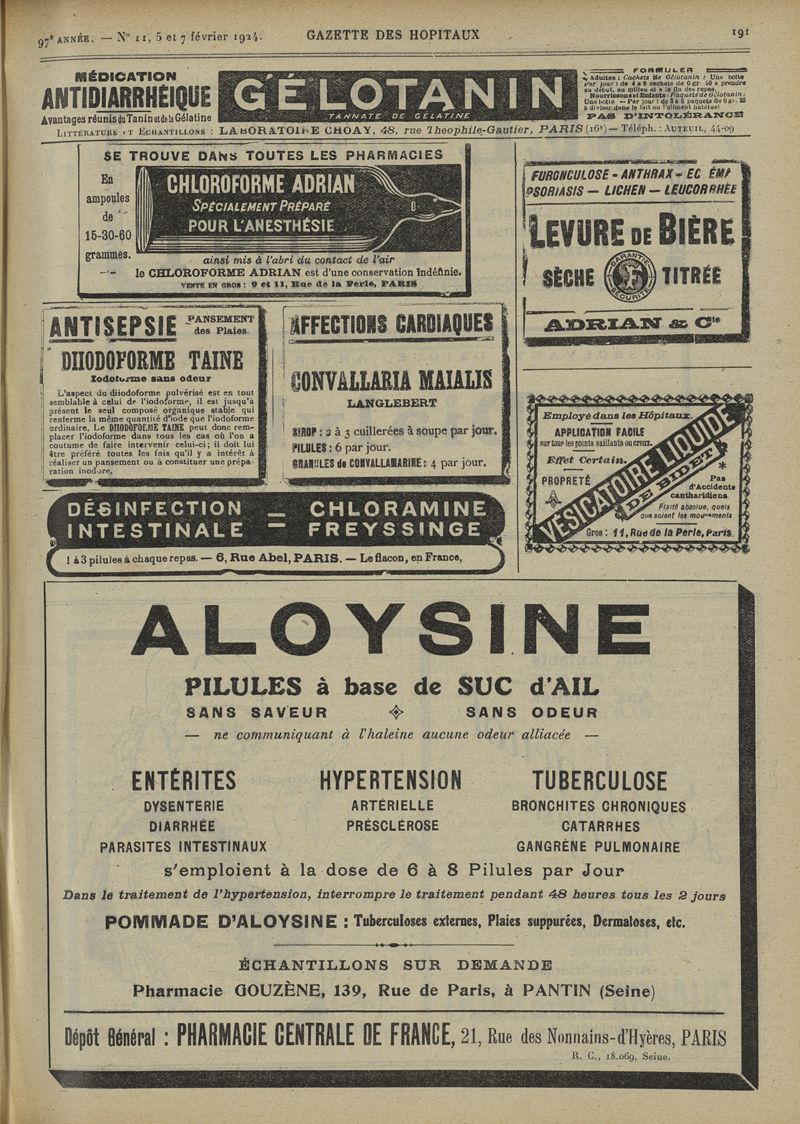 97e ANNÉE. — N° 11, 5 et 7 février 1924.
GAZETTE DES HOPITAUX
191
MÉDICATION
ANTIDIARRHÉIQUE
Avantages réunis du Tanin et de la Gélatine
GÉLOTANIN
TANNATE DE GÉLATINE
FORMULER
Adultes : Cachets de Gélotanin : Une boîte
Par jour : de 4 à 8 cachets de 0 gr. 50 à prendre
au début, au milieu et à la fin des repas.
Nourrissons et Enfants : Paquets de Gélotanin :
Une boîte — Par jour : de 3 à 6 paquets de 0 gr. 25
à diviser dans le lait ou l'aliment habituel
PAS D'INTOLÉRANCE
LITTÉRATURE ET ECHANTILLONS : LABORATOIRE CHOAY, 48, rue Théophile-Gautier, PARIS (16e) — Téléph. : AUTEUIL, 44-09
SE TROUVE DANS TOUTES LES PHARMACIES
En
ampoules
de
15-30-60
grammes.
CHLOROFORME ADRIAN
SPÉCIALEMENT PRÉPARÉ
POUR L'ANESTHÉSIE
ainsi mis à l'abri du contact de l'air
le CHLOROFORME ADRIAN est d'une conservation indéfinie.
VENTE EN GROS : 9 et 11, Rue de la Perle, PARIS
FURONCULOSE - ANTHRAX - EC ÉMA
PSORIASIS — LICHEN — LEUCORRHÉE
LEVURE DE BIÈRE
SÈCHE
GARANTIE
SÉCURITÉ
TITRÉE
ADRIAN & Cie
ANTISEPSIE
PANSEMENT
des Plaies.
DIIODOFORME TAINE
Iodoforme sans odeur
L'aspect du diiodoforme pulvérisé est en tout
semblable à celui de l'iodoforme, il est jusqu'à
présent le seul composé organique stable qui
renferme la même quantité d'iode que l'iodoforme
ordinaire. Le DIIODOFORME TAINE peut donc rem-
placer l'iodoforme dans tous les cas où l'on a
coutume de faire intervenir celui-ci ; il doit lui
être préféré toutes les fois qu'il y a intérêt à
réaliser un pansement ou à constituer une prépa-
ration inodore.
AFFECTIONS CARDIAQUES
CONVALLARIA MAIALIS
LANGLEBERT
SIROP : 2 à 3 cuillerées à soupe par jour.
PILULES : 6 par jour.
GRANULES de CONVALLAMARINE : 4 par jour.
Employé dans les Hôpitaux.
APPLICATION FACILE
sur tous les points saillants ou creux.
Effet Certain.
PROPRETÉ
VÉSICATOIRE LIQUIDE
DE BIDET
Pas
d'Accidents
cantharidiens
Fixité absolue, quels
que soient les mouvements
Gros : 11, Rue de la Perle, Paris
DÉSINFECTION
INTESTINALE
=
CHLORAMINE
FREYSSINGE
1 à 3 pilules à chaque repas. — 6, Rue Abel, PARIS. — Le flacon, en France,
ALOYSINE
PILULES à base de SUC d'AIL
SANS SAVEUR SANS ODEUR
— ne communiquant à l'haleine aucune odeur alliacée —
ENTÉRITES
DYSENTERIE
DIARRHÉE
PARASITES INTESTINAUX
HYPERTENSION
ARTÉRIELLE
PRÉSCLÉROSE
TUBERCULOSE
BRONCHITES CHRONIQUES
CATARRHES
GANGRÈNE PULMONAIRE
s'emploient à la dose de 6 à 8 Pilules par Jour
Dans le traitement de l'hypertension, interrompre le traitement pendant 48 heures tous les 2 jours
POMMADE D'ALOYSINE : Tuberculoses externes, Plaies suppurées, Dermatoses, etc.
ÉCHANTILLONS SUR DEMANDE
Pharmacie GOUZÈNE, 139, Rue de Paris, à PANTIN (Seine)
Dépôt Général : PHARMACIE CENTRALE DE FRANCE, 21, Rue des Nonnains-d'Hyères, PARIS
R. C., 18.069, Seine.